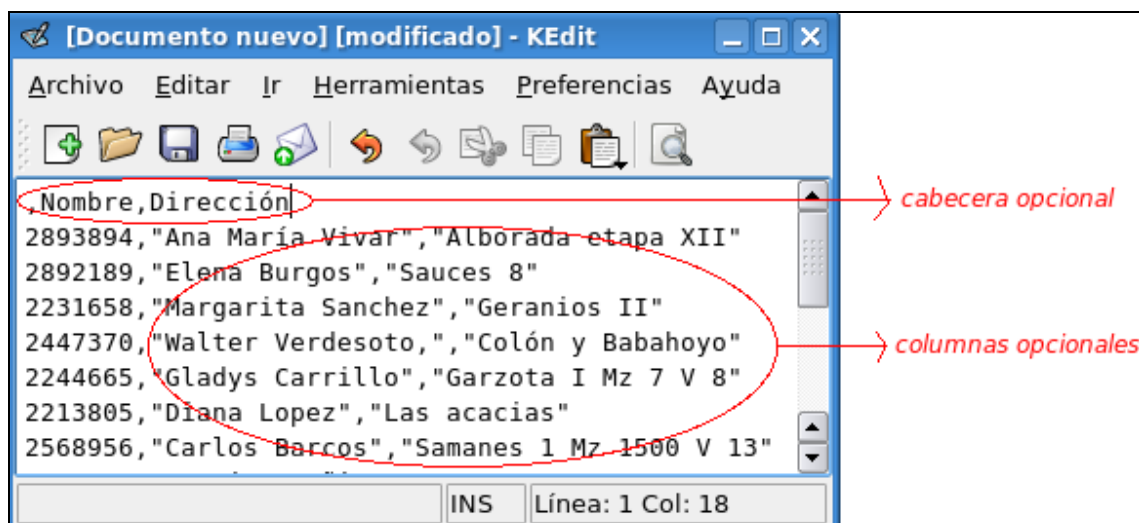 [Documento nuevo] [modificado] - KEdit
Archivo Editar Ir Herramientas Preferencias Ayuda
,Nombre,Dirección
cabecera opcional
2893894,"Ana María Vivar","Alborada etapa XII"
2892189,"Elena Burgos","Sauces 8"
2231658,"Margarita Sanchez","Geranios II"
2447370,"Walter Verdesoto,","Colón y Babahoyo"
columnas opcionales
2244665,"Gladys Carrillo","Garzota I Mz 7 V 8"
2213805,"Diana Lopez","Las acacias"
2568956,"Carlos Barcos","Samanes 1 Mz 1500 V 13"
INS Línea: 1 Col: 18